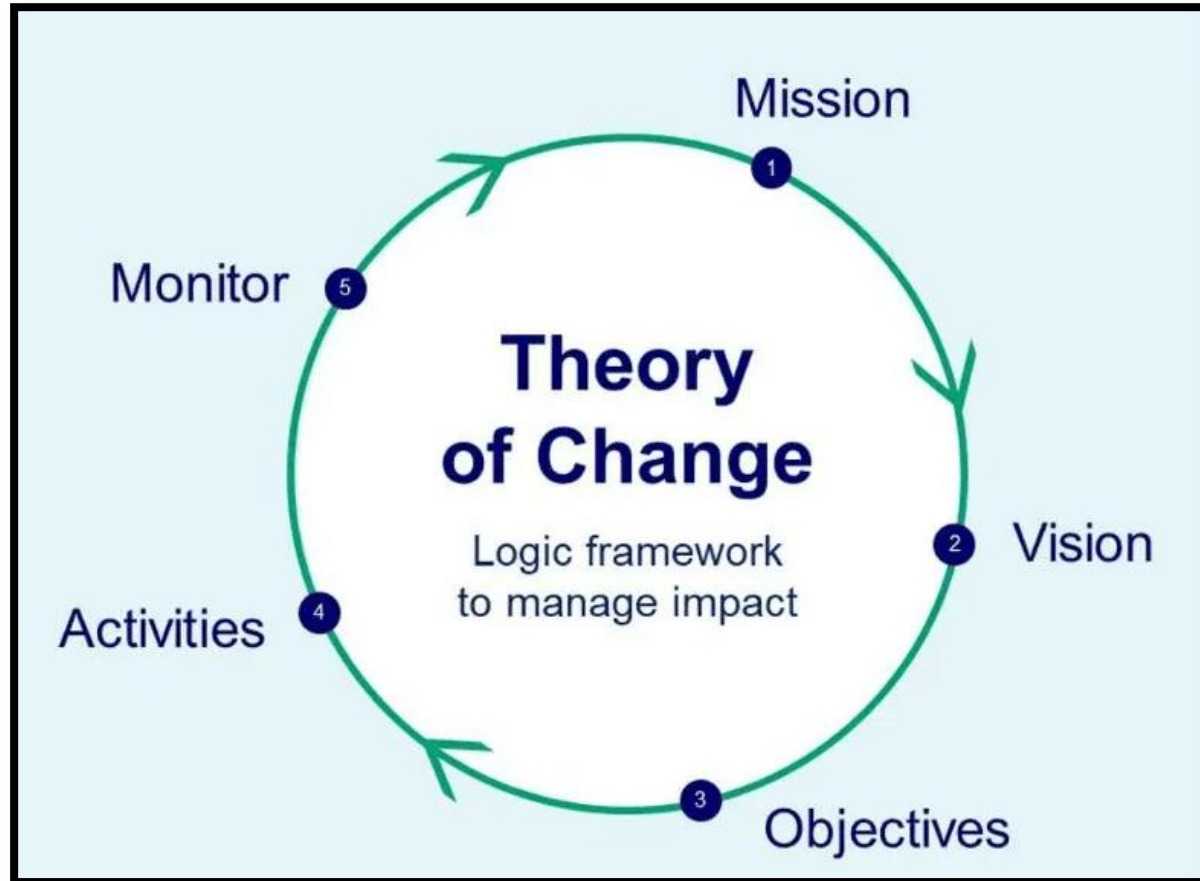 Theory
of Change
Logic framework
to manage impact
1
Mission
2
Vision
3
Objectives
4
Activities
5
Monitor